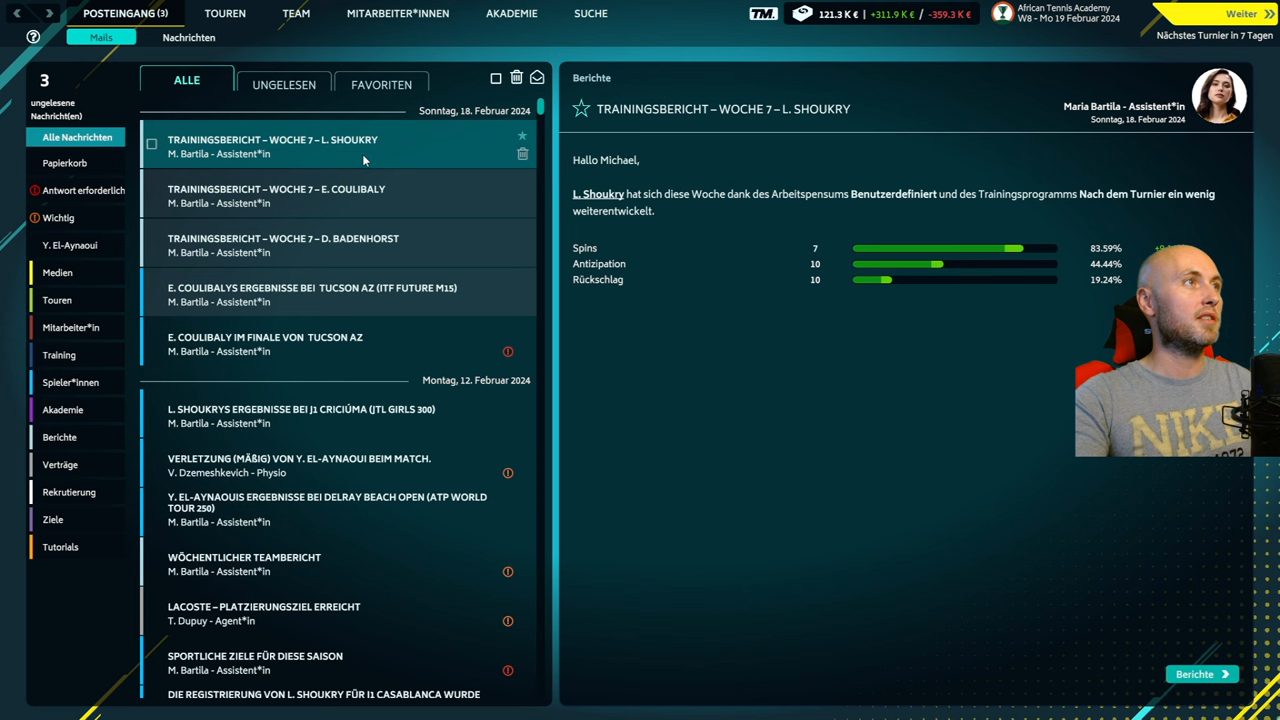 POSTEINGANG (3)
TOUREN
TEAM
MITARBEITER*INNEN
AKADEMIE
SUCHE
TM.
121.3 K € | +311.9 K € / -359.3 K €
African Tennis Academy
W8 - Mo 19 Februar 2024
Weiter
Nächstes Turnier in 7 Tagen
Mails
Nachrichten
3
ungelesene
Nachricht(en)
Alle Nachrichten
Papierkorb
Antwort erforderlich
Wichtig
Y. El-Aynaoui
Medien
Touren
Mitarbeiter*in
Training
Spieler*innen
Akademie
Berichte
Verträge
Rekrutierung
Ziele
Tutorials
ALLE
UNGELESEN
FAVORITEN
Sonntag, 18. Februar 2024
TRAININGSBERICHT – WOCHE 7 – L. SHOUKRY
M. Bartila - Assistent*in
TRAININGSBERICHT – WOCHE 7 – E. COULIBALY
M. Bartila - Assistent*in
TRAININGSBERICHT – WOCHE 7 – D. BADENHORST
M. Bartila - Assistent*in
E. COULIBALYS ERGEBNISSE BEI TUCSON AZ (ITF FUTURE M15)
M. Bartila - Assistent*in
E. COULIBALY IM FINALE VON TUCSON AZ
M. Bartila - Assistent*in
Montag, 12. Februar 2024
L. SHOUKRYS ERGEBNISSE BEI J1 CRICIÚMA (JTL GIRLS 300)
M. Bartila - Assistent*in
VERLETZUNG (MÄßIG) VON Y. EL-AYNAOUI BEIM MATCH.
V. Dzemeshkevich - Physio
Y. EL-AYNAOUIS ERGEBNISSE BEI DELRAY BEACH OPEN (ATP WORLD
TOUR 250)
M. Bartila - Assistent*in
WÖCHENTLICHER TEAMBERICHT
M. Bartila - Assistent*in
LACOSTE – PLATZIERUNGSZIEL ERREICHT
T. Dupuy - Agent*in
SPORTLICHE ZIELE FÜR DIESE SAISON
M. Bartila - Assistent*in
DIE REGISTRIERUNG VON L. SHOUKRY FÜR J1 CASABLANCA WURDE
Berichte
TRAININGSBERICHT – WOCHE 7 – L. SHOUKRY
Maria Bartila - Assistent*in
Sonntag, 18. Februar 2024
Hallo Michael,
L. Shoukry hat sich diese Woche dank des Arbeitspensums Benutzerdefiniert und des Trainingsprogramms Nach dem Turnier ein wenig
weiterentwickelt.
Spins 7 83.59%
Antizipation 10 44.44%
Rückschlag 10 19.24%
NIKE
Berichte